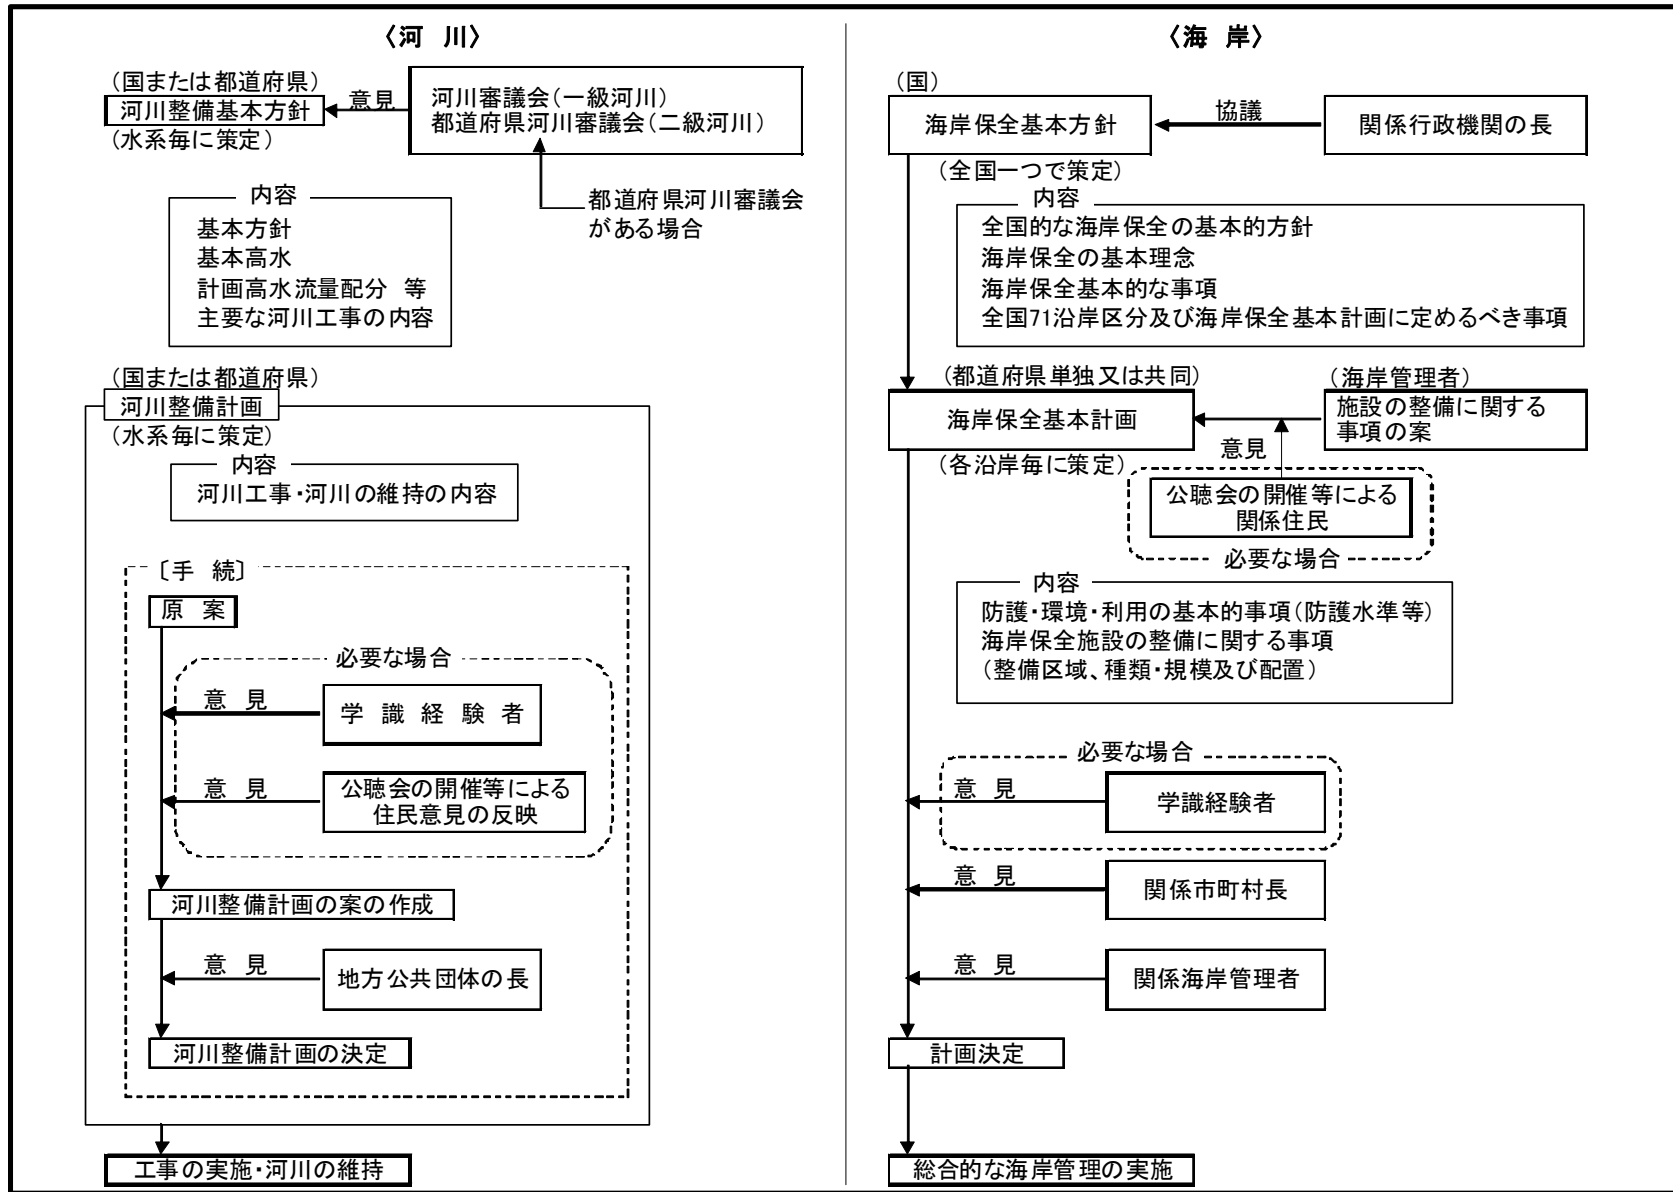 〈河 川〉
(国または都道府県)
河川整備基本方針
(水系毎に策定)
意見
河川審議会(一級河川)
都道府県河川審議会(二級河川)
都道府県河川審議会
がある場合
内容
基本方針
基本高水
計画高水流量配分 等
主要な河川工事の内容
(国または都道府県)
河川整備計画
(水系毎に策定)
内容
河川工事・河川の維持の内容
〔手 続〕
原 案
必要な場合
意 見
学 識 経 験 者
意 見
公聴会の開催等による
住民意見の反映
河川整備計画の案の作成
意 見
地方公共団体の長
河川整備計画の決定
工事の実施・河川の維持
〈海 岸〉
(国)
海岸保全基本方針
協議
関係行政機関の長
(全国一つで策定)
内容
全国的な海岸保全の基本的方針
海岸保全の基本理念
海岸保全基本的な事項
全国71沿岸区分及び海岸保全基本計画に定めるべき事項
(都道府県単独又は共同)
海岸保全基本計画
(各沿岸毎に策定)
(海岸管理者)
施設の整備に関する
事項の案
意見
公聴会の開催等による
関係住民
必要な場合
内容
防護・環境・利用の基本的事項(防護水準等)
海岸保全施設の整備に関する事項
(整備区域、種類・規模及び配置)
必要な場合
意 見
学識経験者
意 見
関係市町村長
意 見
関係海岸管理者
計画決定
総合的な海岸管理の実施